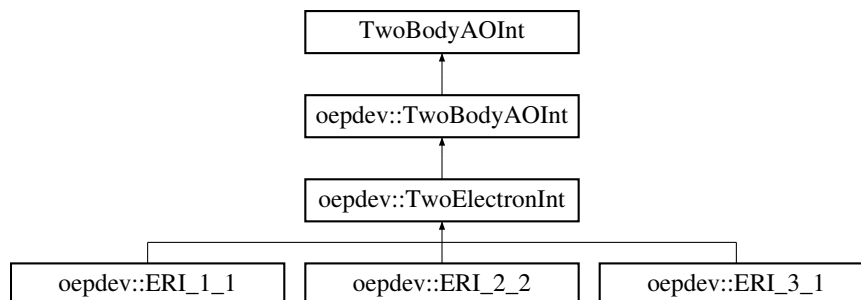 TwoBodyAOInt
oepdev::TwoBodyAOInt
oepdev::TwoElectronInt
oepdev::ERI_1_1
oepdev::ERI_2_2
oepdev::ERI_3_1